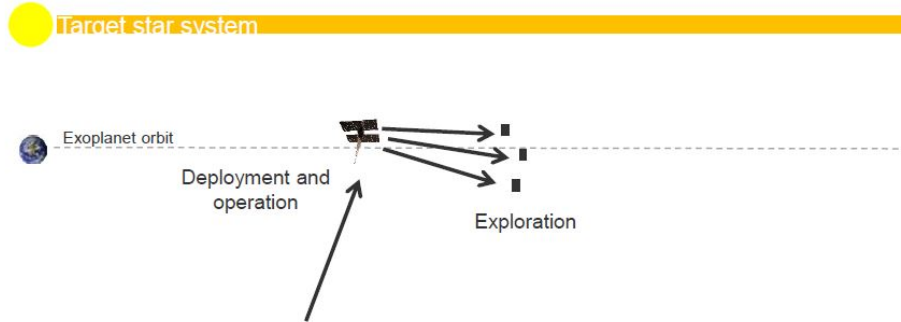 Target star system
Exoplanet orbit
Deployment and
operation
Exploration